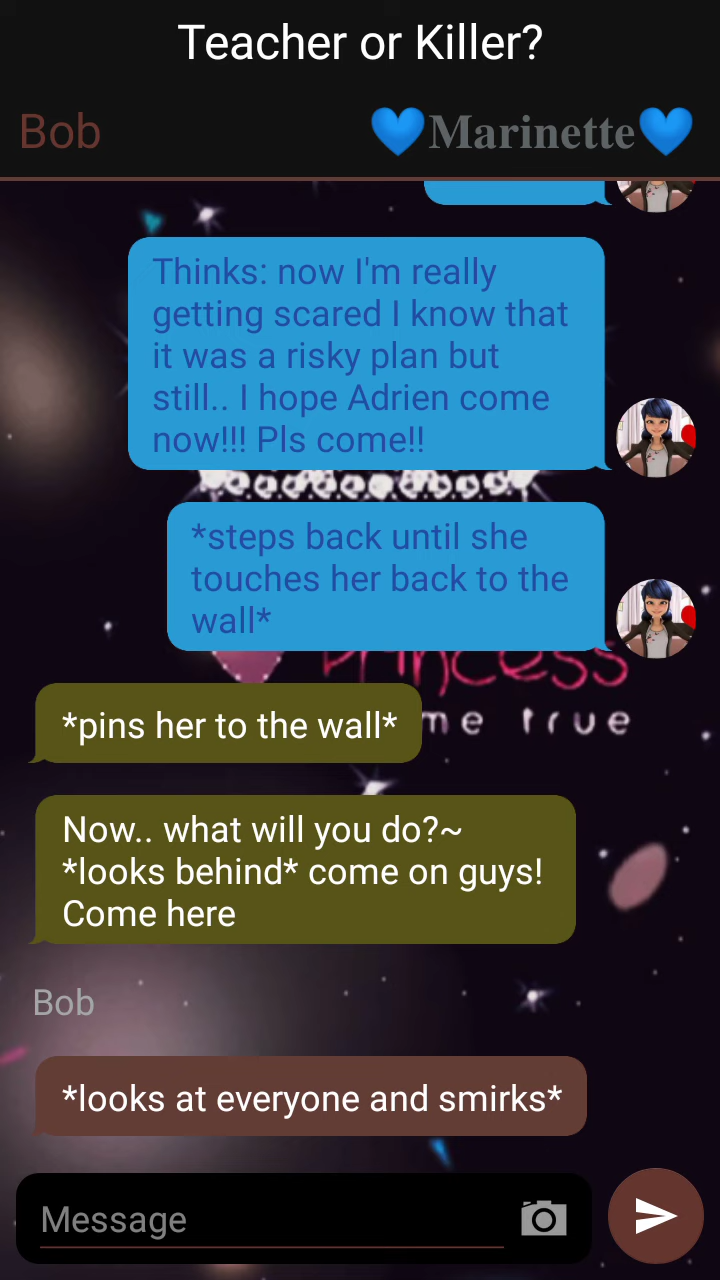 Teacher or Killer?
Bob
💙Marinette💙
Thinks: now I'm really
getting scared I know that
it was a risky plan but
still.. I hope Adrien come
now!!! Pls come!!
*steps back until she
touches her back to the
wall*
princess
me true
*pins her to the wall*
Now.. what will you do?~
*looks behind* come on guys!
Come here
Bob
*looks at everyone and smirks*
Message